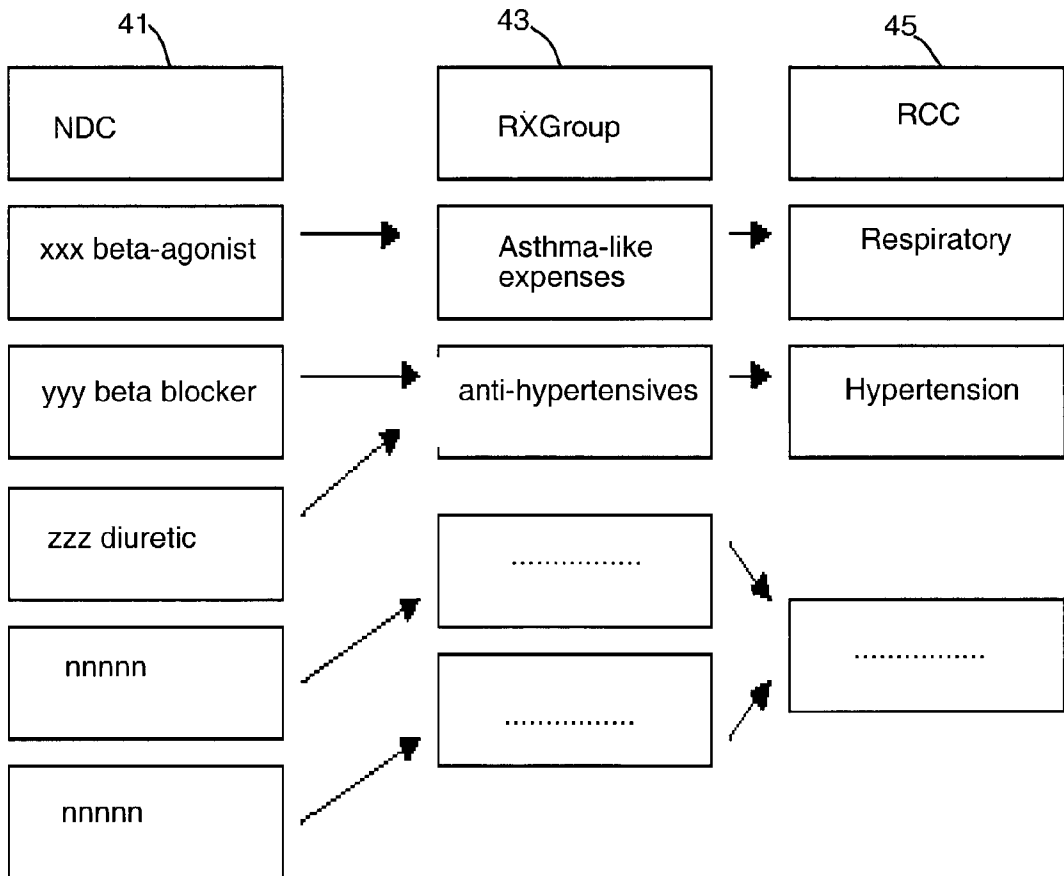 41
43
45
NDC
RXGroup
RCC
xxx beta-agonist
Asthma-like
expenses
Respiratory
yyy beta blocker
anti-hypertensives
Hypertension
zzz diuretic
................
nnnnn
................
................
nnnnn